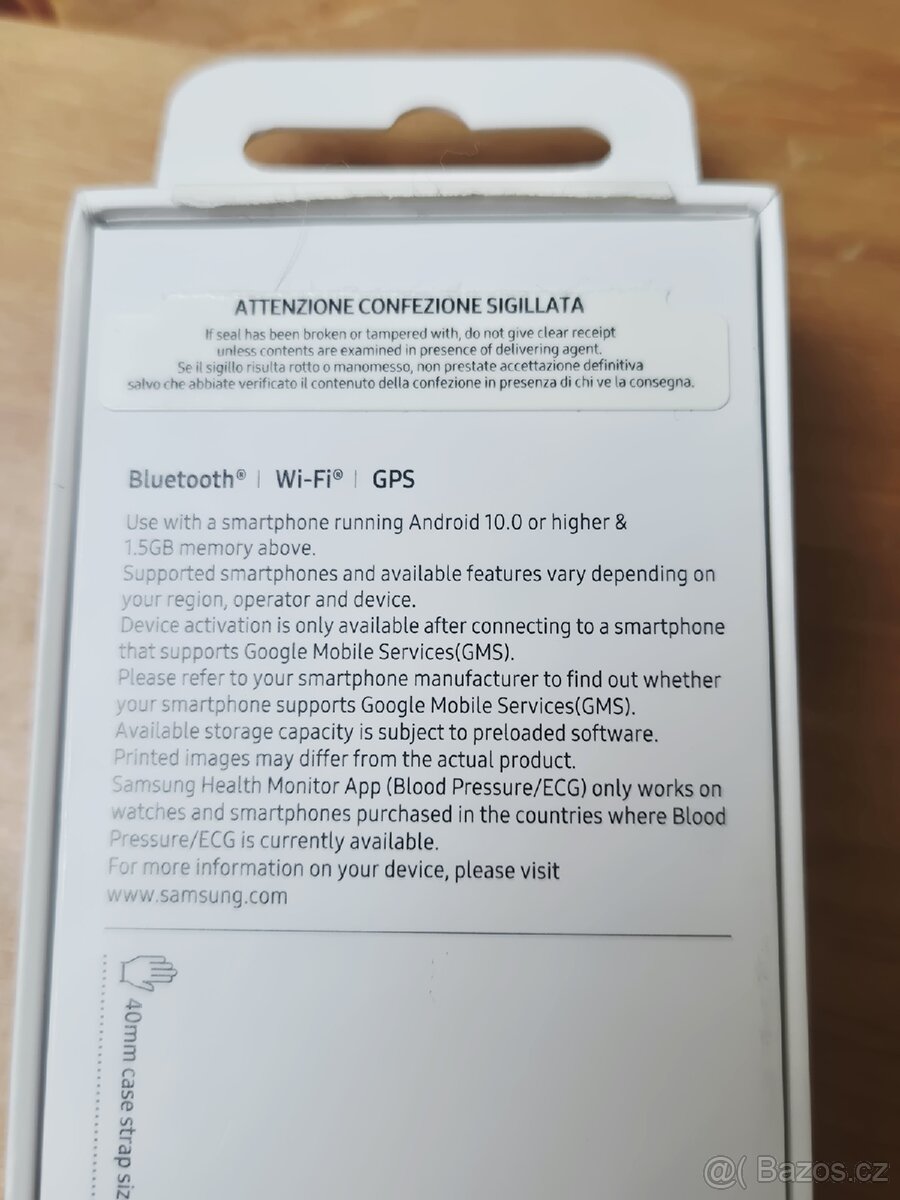 ATTENZIONE CONFEZIONE SIGILLATA
If seal has been broken or tampered with, do not give clear receipt
unless contents are examined in presence of delivering agent.
Se il sigillo risulta rotto o manomesso, non prestate accettazione definitiva
salvo che abbiate verificato il contenuto della confezione in presenza di chi ve la consegna.
Bluetooth® | Wi-Fi® | GPS
Use with a smartphone running Android 10.0 or higher &
1.5GB memory above.
Supported smartphones and available features vary depending on
your region, operator and device.
Device activation is only available after connecting to a smartphone
that supports Google Mobile Services(GMS).
Please refer to your smartphone manufacturer to find out whether
your smartphone supports Google Mobile Services(GMS).
Available storage capacity is subject to preloaded software.
Printed images may differ from the actual product.
Samsung Health Monitor App (Blood Pressure/ECG) only works on
watches and smartphones purchased in the countries where Blood
Pressure/ECG is currently available.
For more information on your device, please visit
www.samsung.com
40mm case strap siz
@( Bazos.cz